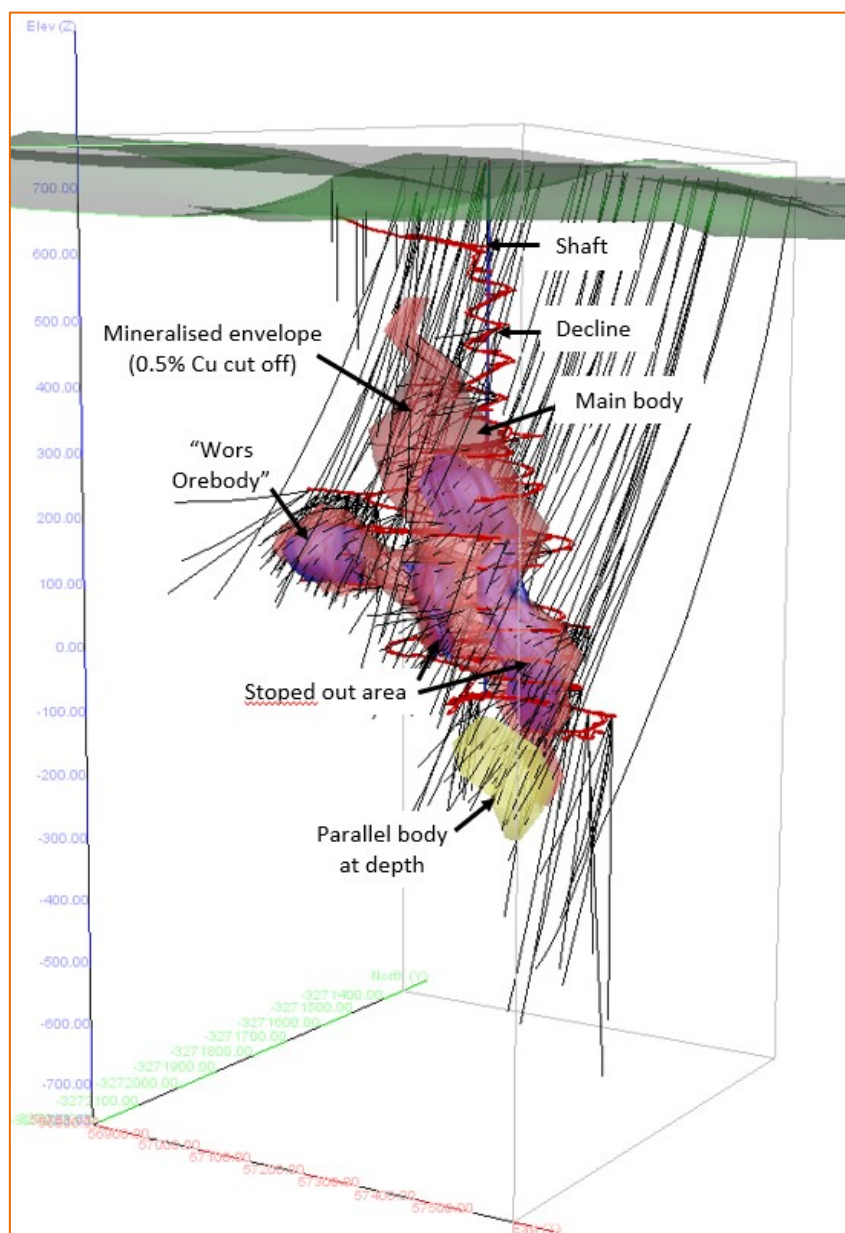 Elev (Z)
700.00
600.00
500.00
400.00
300.00
200.00
100.00
0.00
-100.00
-200.00
-300.00
-400.00
-500.00
-600.00
-700.00
Shaft
Decline
Mineralised envelope
(0.5% Cu cut off)
Main body
“Wors
Orebody”
Stoped out area
Parallel body
at depth
North (Y)
-3271400.00
-3271500.00
-3271600.00
-3271700.00
-3271800.00
-3271900.00
-3272000.00
-3272100.00
56900.00
57000.00
57100.00
57200.00
57300.00
57400.00
57500.00
East (X)